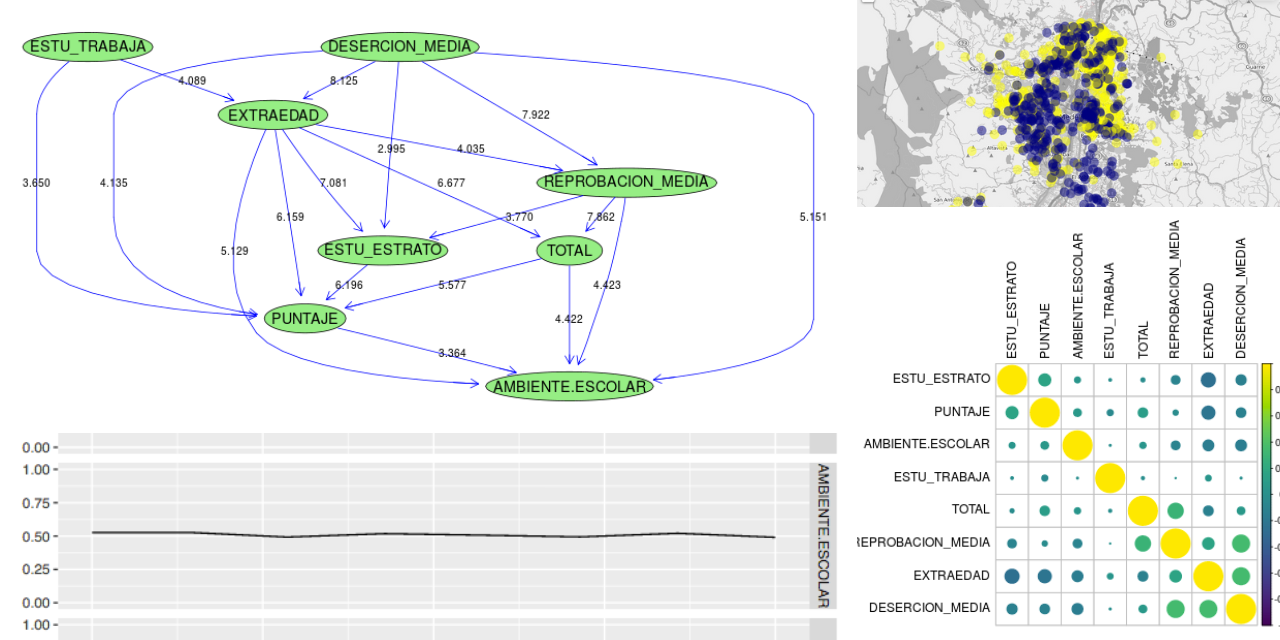 ESTU_TRABAJA
DESERCION_MEDIA
4.089
8.125
EXTRAEDAD
7.922
2.995
4.035
3.650
4.135
7.081
6.677
REPROBACION_MEDIA
6.159
3.770
7.862
5.151
5.129
ESTU_ESTRATO
TOTAL
6.196
5.577
4.423
PUNTAJE
4.422
3.364
AMBIENTE.ESCOLAR
0.00
1.00
0.75
0.50
0.25
0.00
AMBIENTE.ESCOLAR
1.00
Guarne
Altavista
Santa Elena
ESTU_ESTRATO
PUNTAJE
AMBIENTE.ESCOLAR
ESTU_TRABAJA
TOTAL
REPROBACION_MEDIA
EXTRAEDAD
DESERCION_MEDIA
ESTU_ESTRATO
PUNTAJE
AMBIENTE.ESCOLAR
ESTU_TRABAJA
TOTAL
REPROBACION_MEDIA
EXTRAEDAD
DESERCION_MEDIA